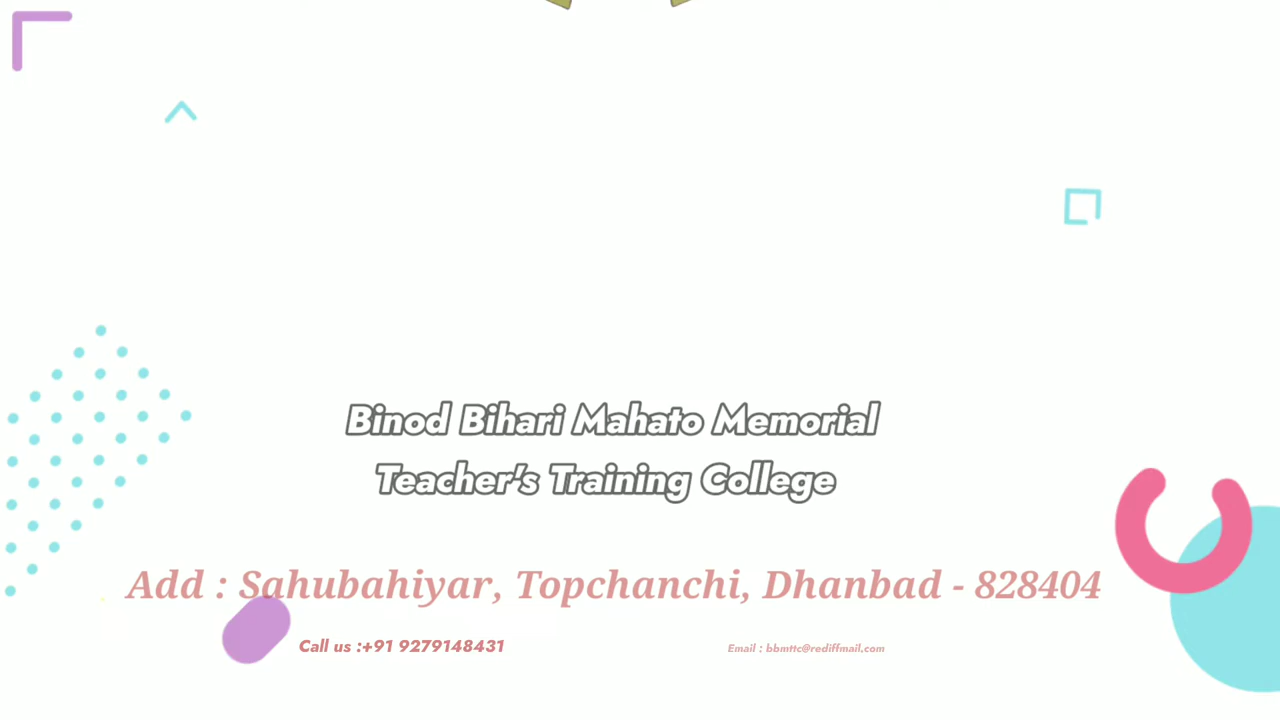 Binod Bihari Mahato Memorial
Teacher's Training College
Add : Sahubahiyar, Topchanchi, Dhanbad - 828404
Call us :+91 9279148431
Email : bbmttc@rediffmail.com